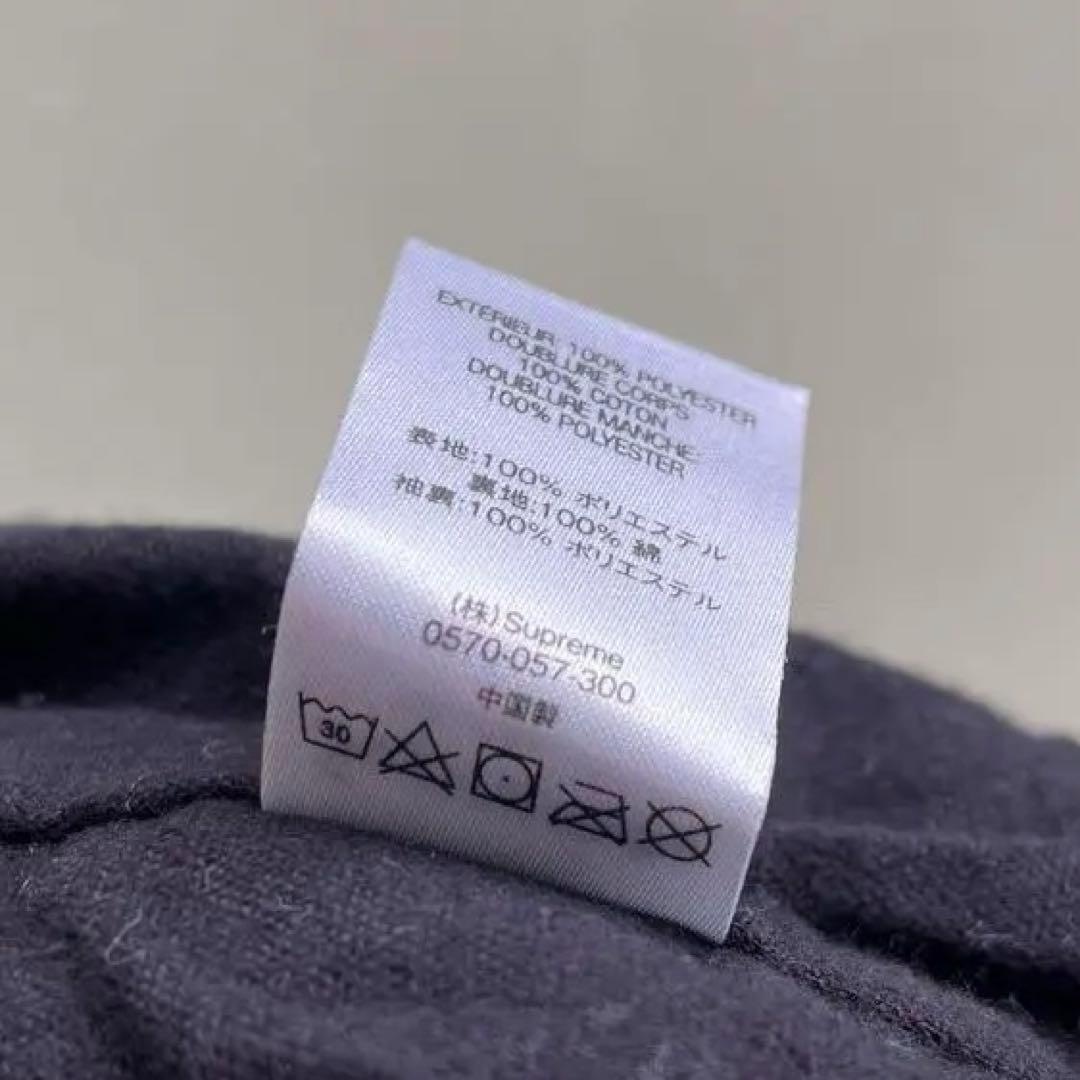 EXTÉRIEUR: 100% POLYESTER
DOUBLURE CORPS
100% COTON
DOUBLURE MANCHE:
100% POLYESTER
表地:100% ポリエステル
裏地:100% 綿
袖裏:100% ポリエステル
(株)Supreme
0570-057-300
中国製
30